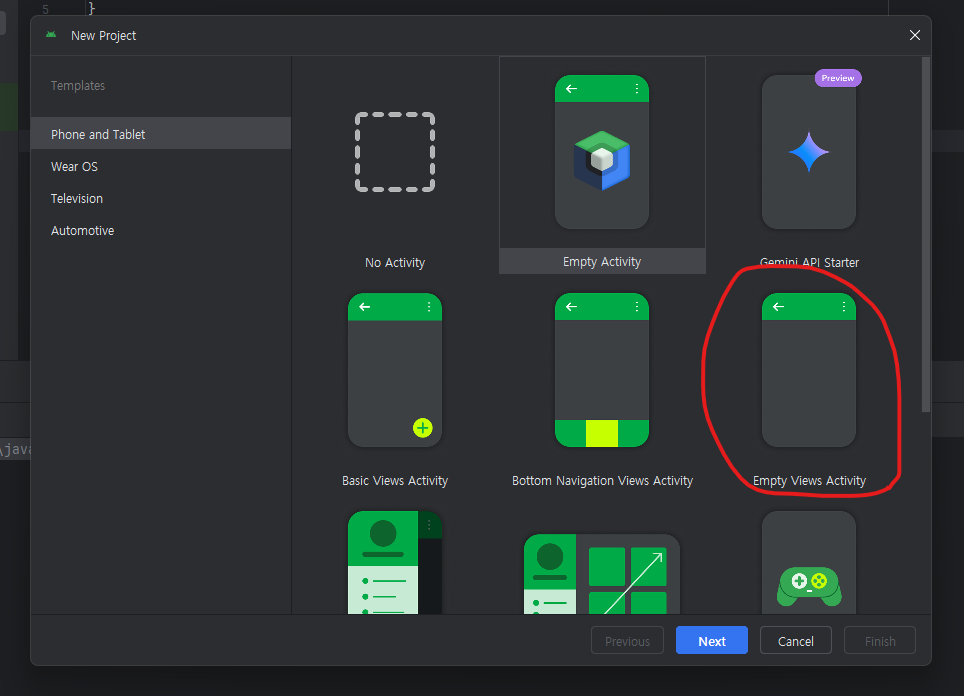 5 }
New Project
Templates
Phone and Tablet
Wear OS
Television
Automotive
Preview
No Activity
Empty Activity
Gemini API Starter
Basic Views Activity
Bottom Navigation Views Activity
Empty Views Activity
\java
Previous
Next
Cancel
Finish